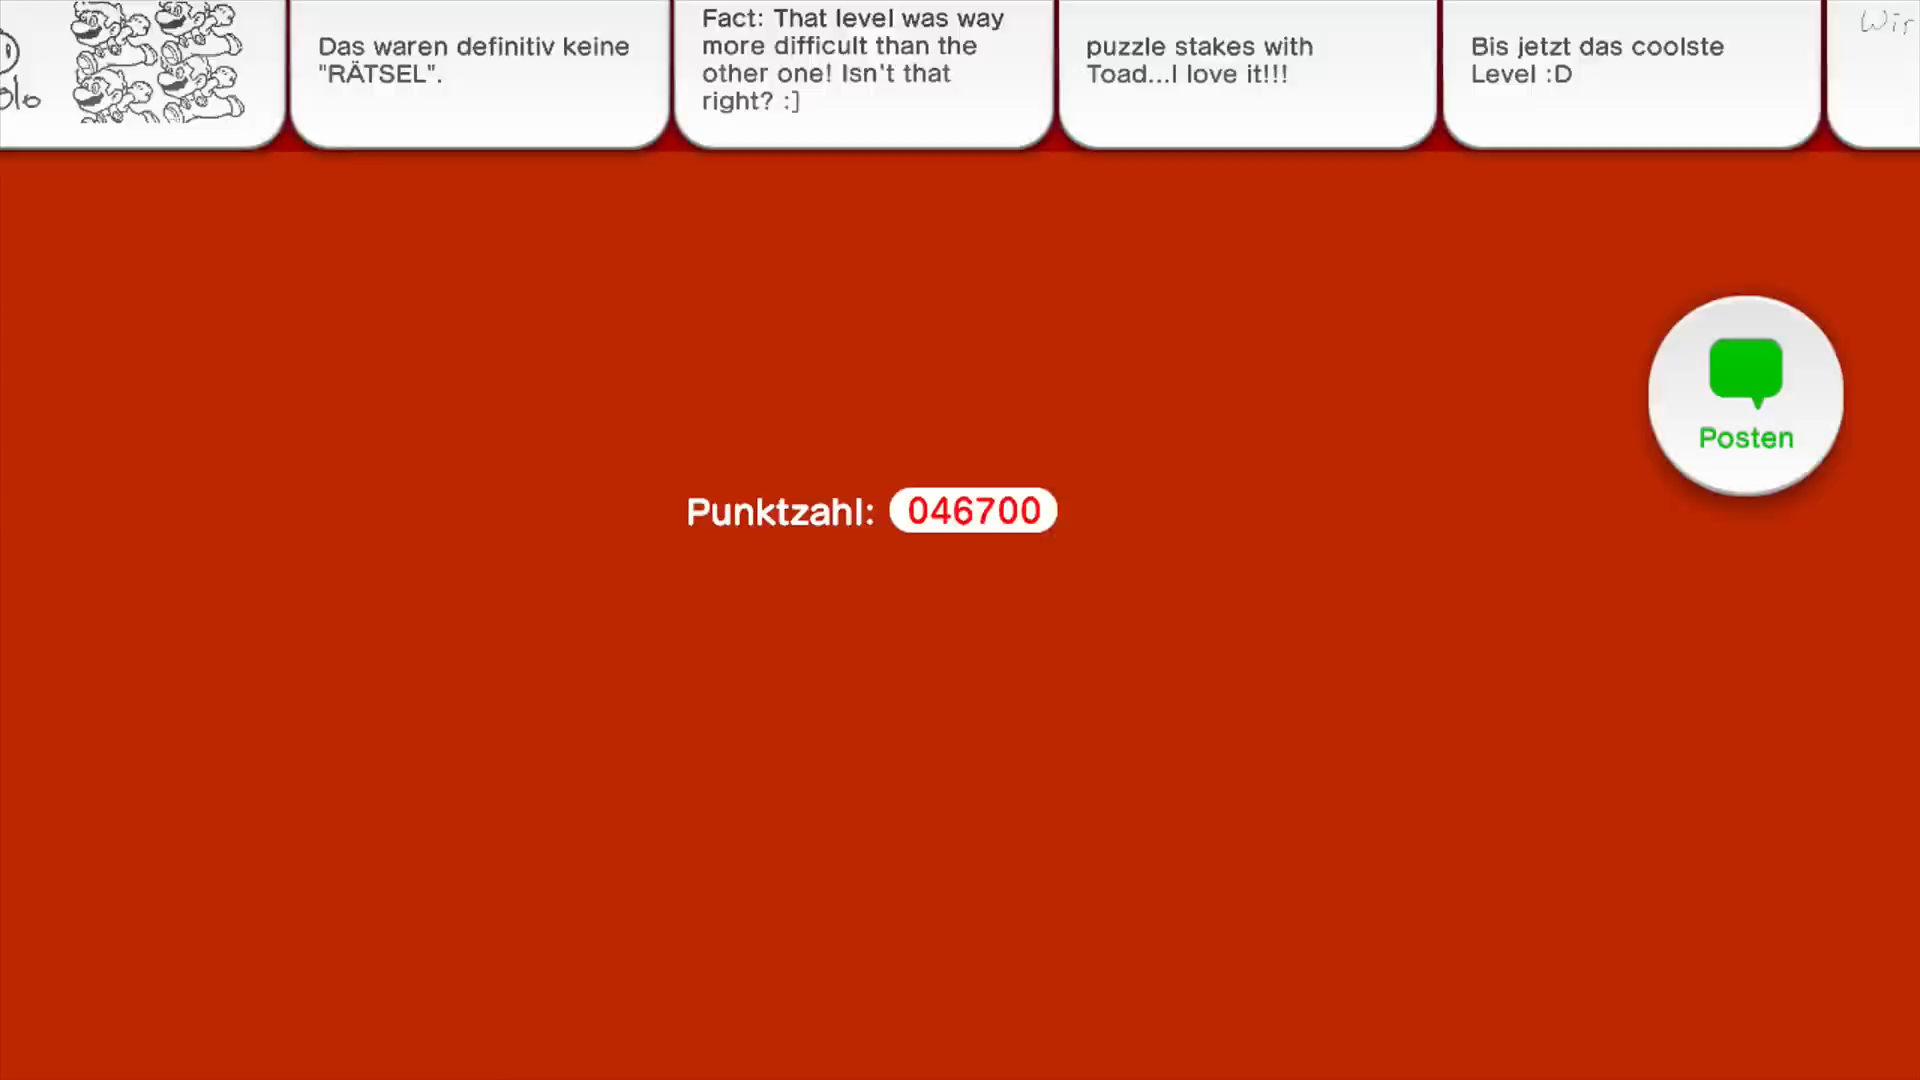 Das waren definitiv keine
"RÄTSEL".
Fact: That level was way
more difficult than the
other one! Isn't that
right? :]
puzzle stakes with
Toad...I love it!!!
Bis jetzt das coolste
Level :D
Wir
Posten
Punktzahl: 046700